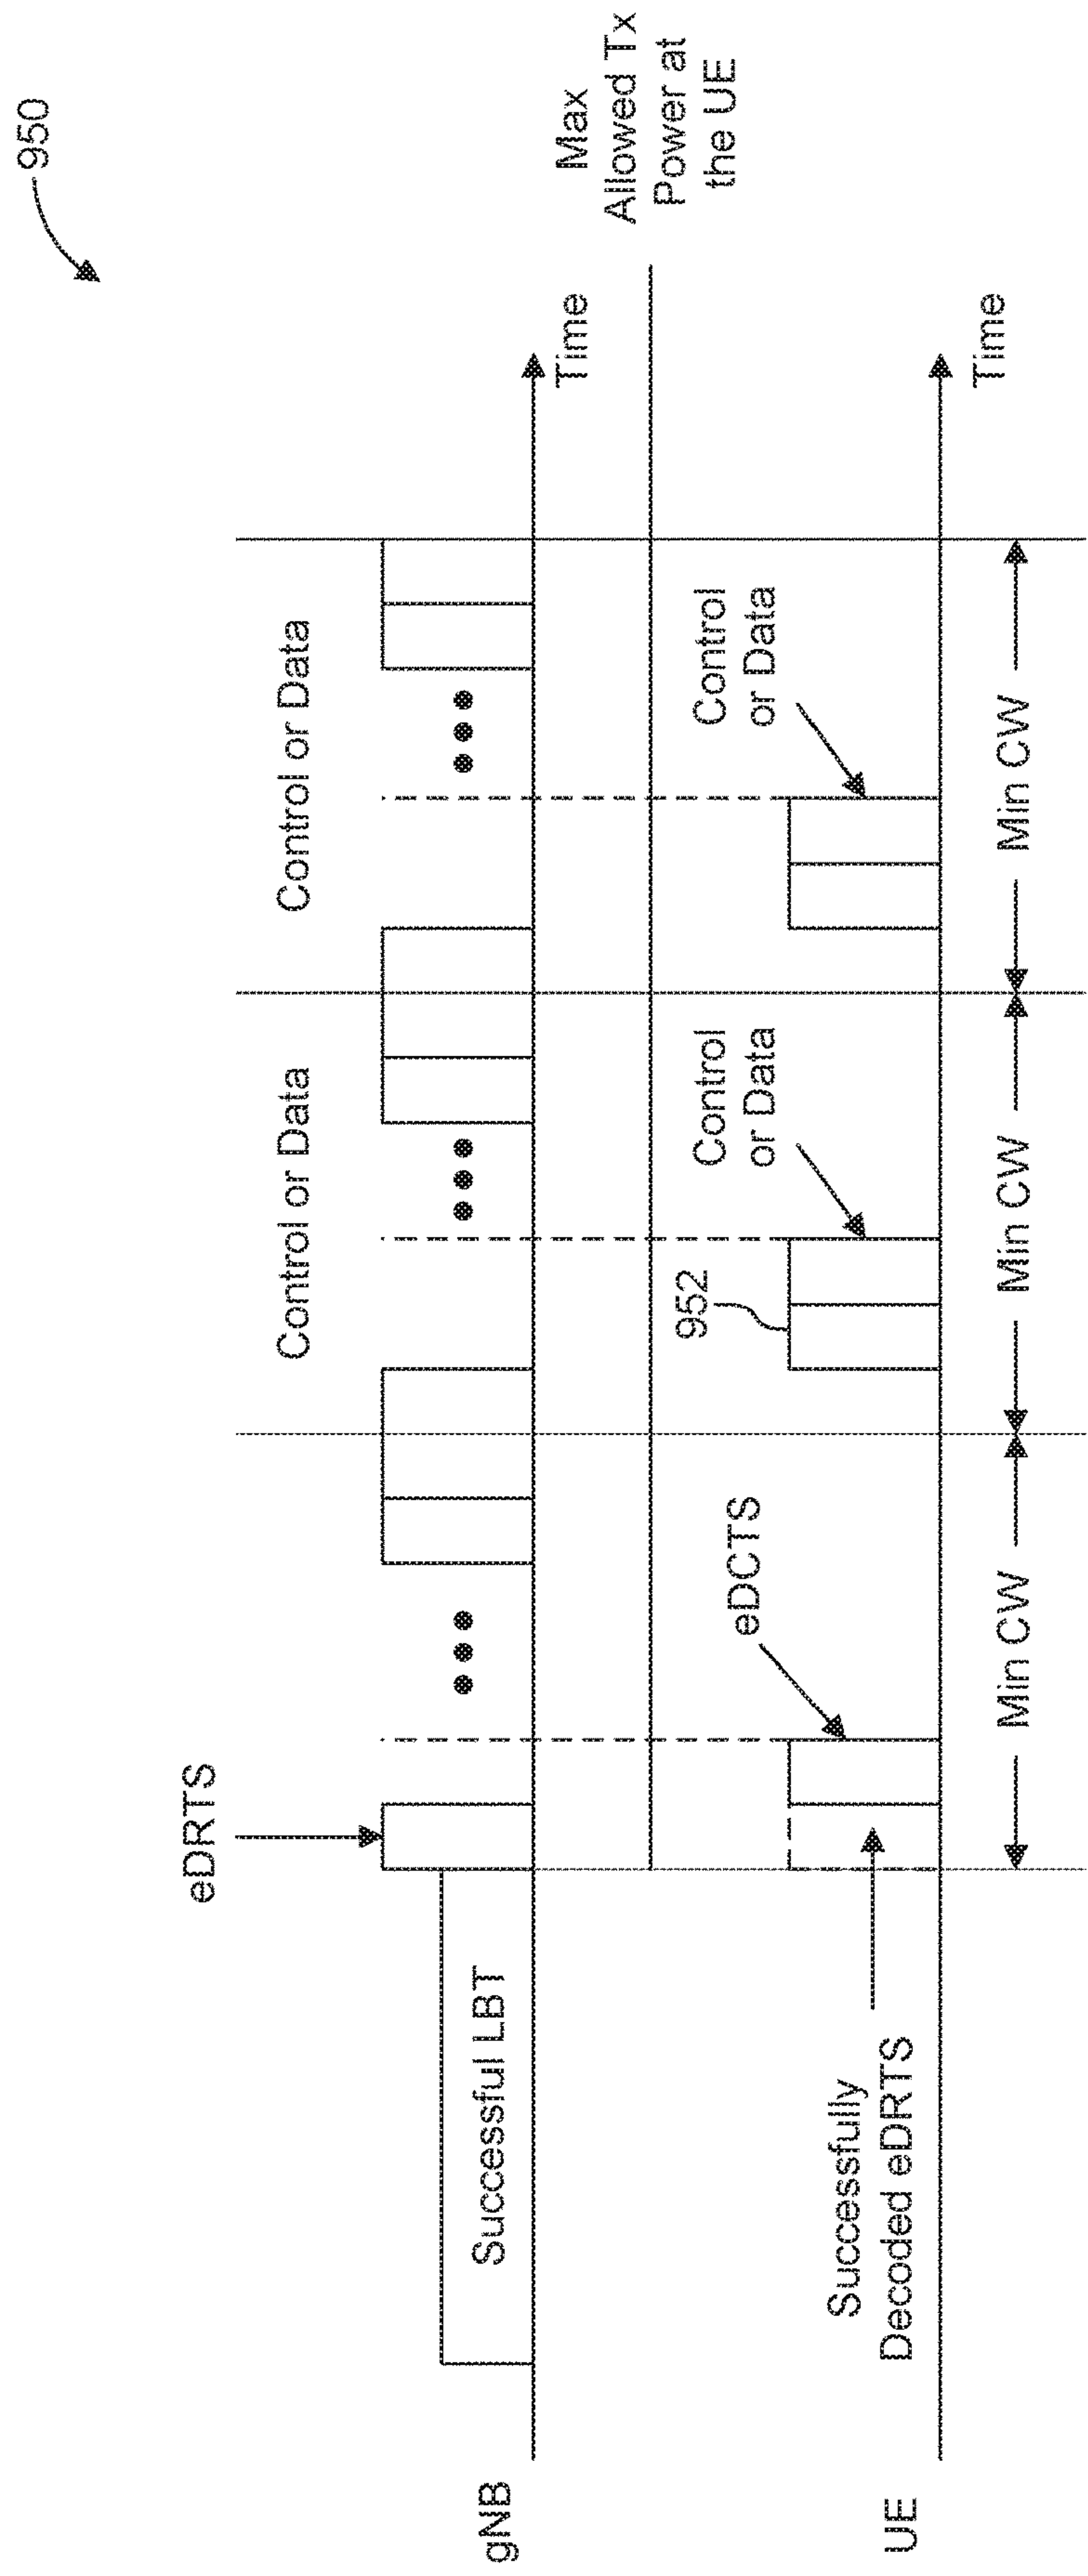 950
eDRTS
Control or Data
Control or Data
gNB
Successful LBT
Time
Max
Allowed Tx
Power at
the UE
952
Control
or Data
Control
or Data
eDCTS
Successfully
Decoded eDRTS
UE
Time
Min CW
Min CW
Min CW